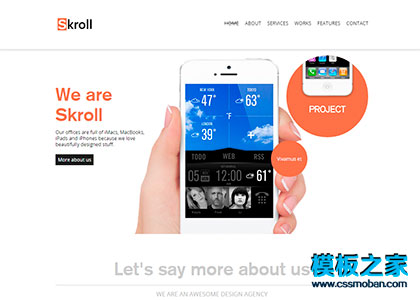 Skroll
HOME ABOUT SERVICES WORKS FEATURES CONTACT
We are
Skroll
Our offices are full of iMacs, MacBooks,
iPads and iPhones because we love
beautifully designed stuff.
More about us
NEW YORK
47°
TOKYO
63°
LONDON
39°
°F
TODO WEB RSS
05
61°
PROJECT
Vivamus et
Let's say more about us
WE ARE AN AWESOME DESIGN AGENCY
模板之家
www.cssmoban.com